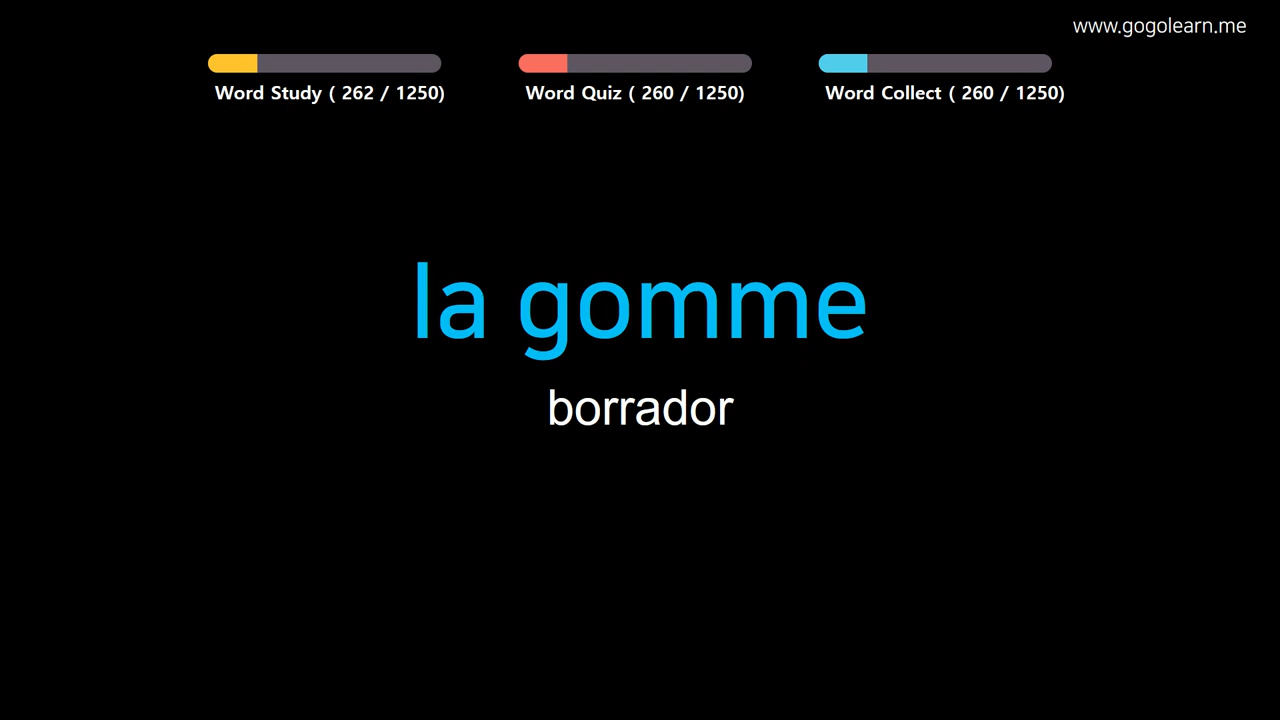 www.gogolearn.me
Word Study ( 262 / 1250)
Word Quiz ( 260 / 1250)
Word Collect ( 260 / 1250)
la gomme
borrador